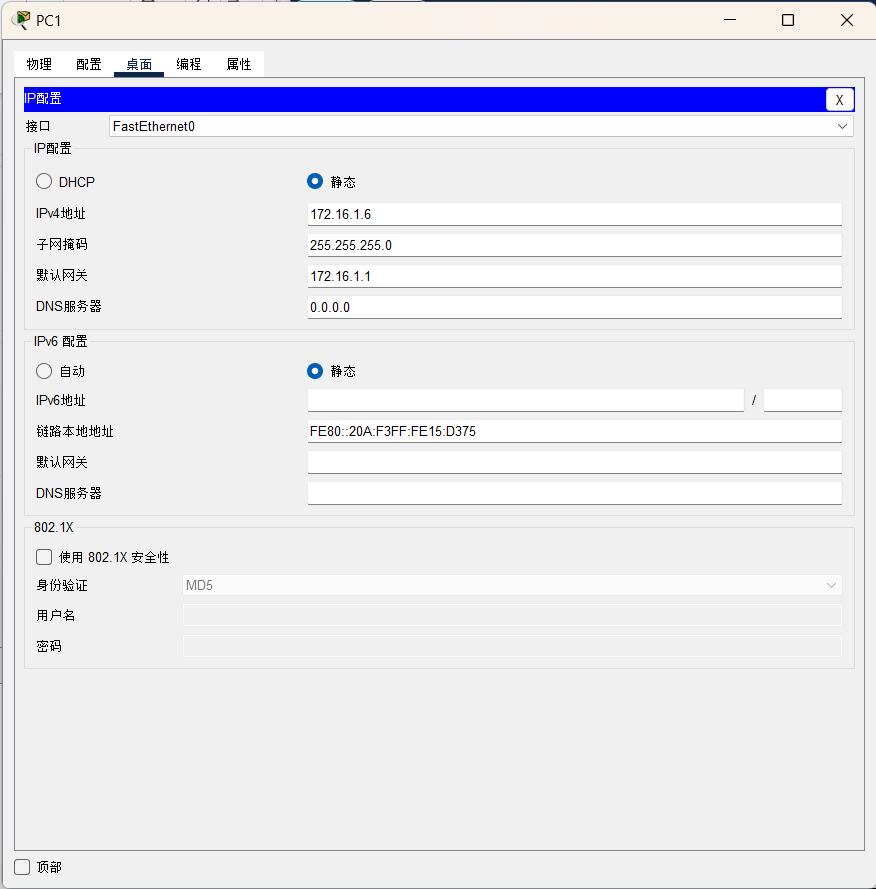 PC1
物理 配置 桌面 编程 属性
IP配置 X
接口 FastEthernet0
IP配置
DHCP 静态
IPv4地址 172.16.1.6
子网掩码 255.255.255.0
默认网关 172.16.1.1
DNS服务器 0.0.0.0
IPv6 配置
自动 静态
IPv6地址 /
链路本地地址 FE80::20A:F3FF:FE15:D375
默认网关
DNS服务器
802.1X
使用 802.1X 安全性
身份验证 MD5
用户名
密码
顶部